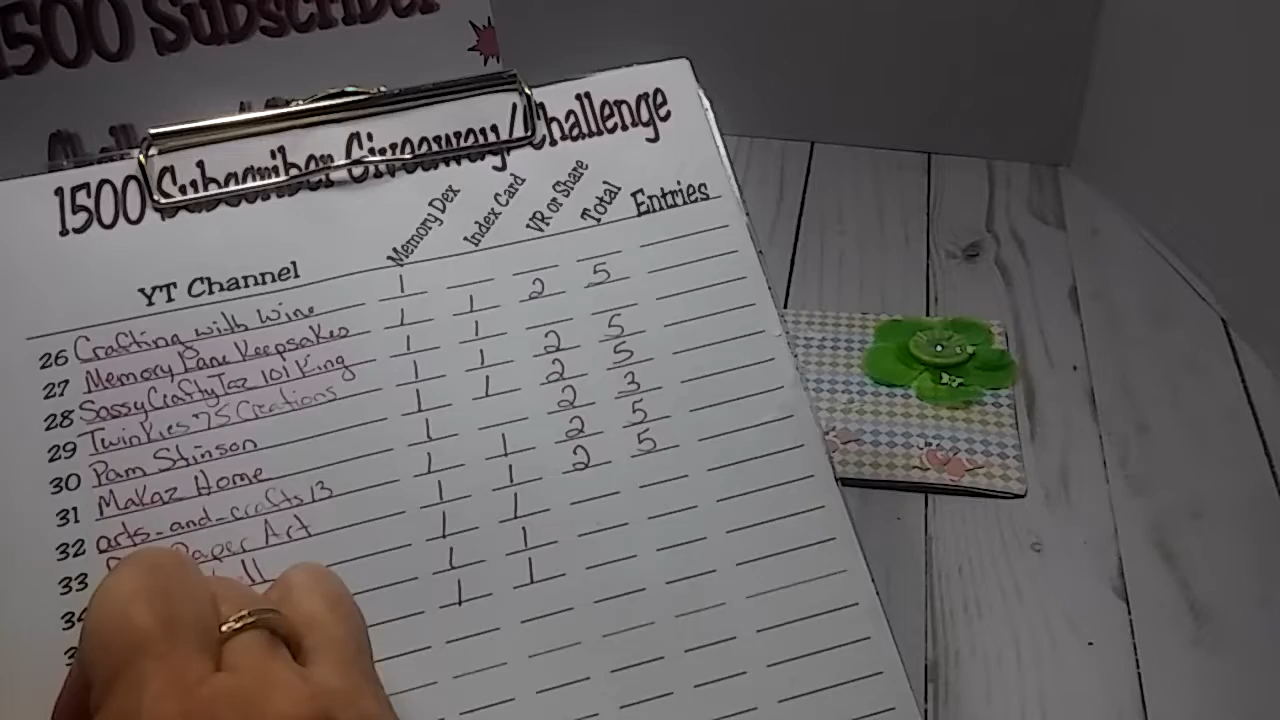 1500 Subscriber
1500 Subscriber Giveaway/Challenge
YT Channel Memory Dex Index Card VR or Share Total Entries
26 Crafting with Wine 1
27 Memory Lane Keepsakes 1 1 2 5
28 SassyCraftyTaz 101 King 1 1
29 Twinkies 75 Creations 1 1 2 5
30 Pam Stinson 1 1 2 5
31 Makaz Home 1 2 3
32 arts-and-crafts 13 1 1 2 5
33 Paper Art 1 1 2 5
1 1
1 1
1 1